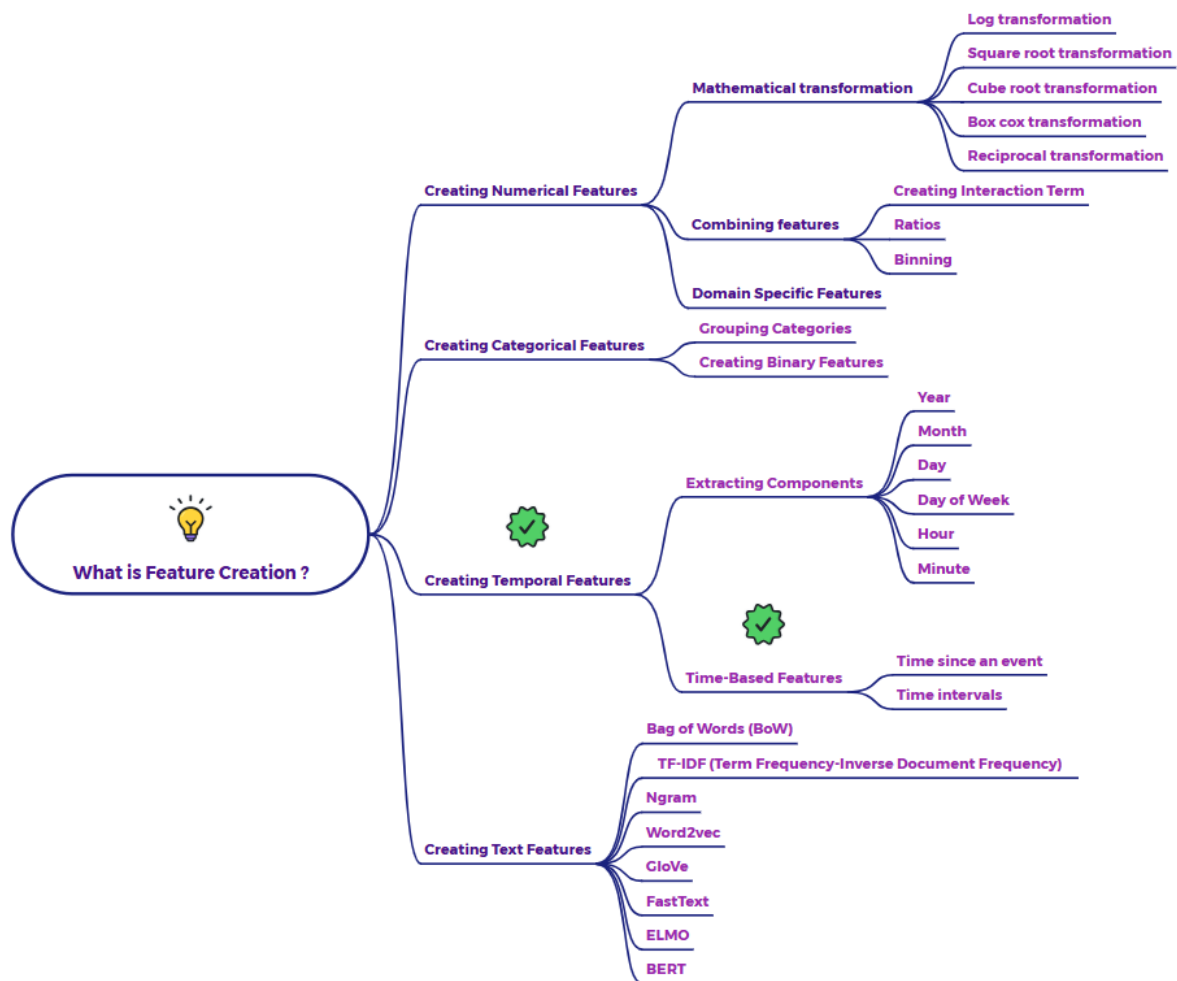 What is Feature Creation ?
Creating Numerical Features
Mathematical transformation
Log transformation
Square root transformation
Cube root transformation
Box cox transformation
Reciprocal transformation
Combining features
Creating Interaction Term
Ratios
Binning
Domain Specific Features
Creating Categorical Features
Grouping Categories
Creating Binary Features
Creating Temporal Features
Extracting Components
Year
Month
Day
Day of Week
Hour
Minute
Time-Based Features
Time since an event
Time intervals
Creating Text Features
Bag of Words (BoW)
TF-IDF (Term Frequency-Inverse Document Frequency)
Ngram
Word2vec
GloVe
FastText
ELMO
BERT